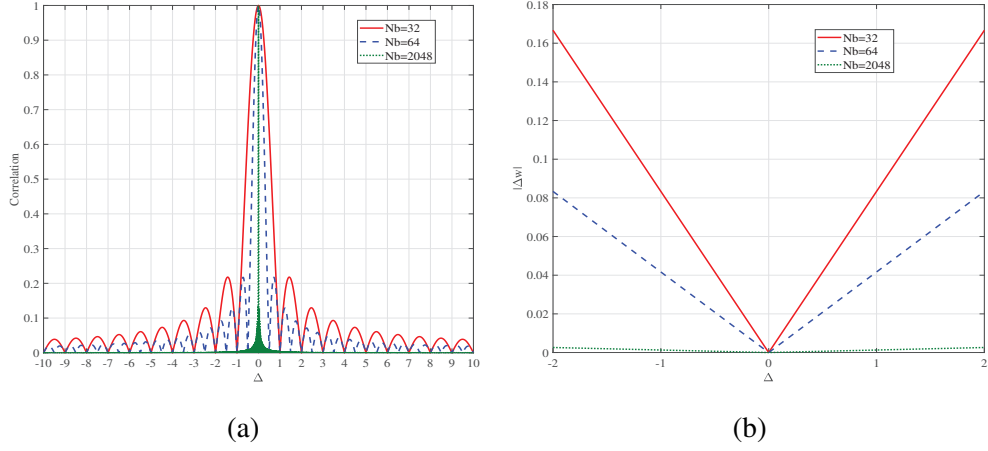 1
0.9
0.8
0.7
0.6
0.5
0.4
0.3
0.2
0.1
0
Correlation
-10 -9 -8 -7 -6 -5 -4 -3 -2 -1 0 1 2 3 4 5 6 7 8 9 10
Δ
Nb=32
Nb=64
Nb=2048
(a)
0.18
0.16
0.14
0.12
0.1
0.08
0.06
0.04
0.02
0
|Δw|
-2 -1 0 1 2
Δ
Nb=32
Nb=64
Nb=2048
(b)